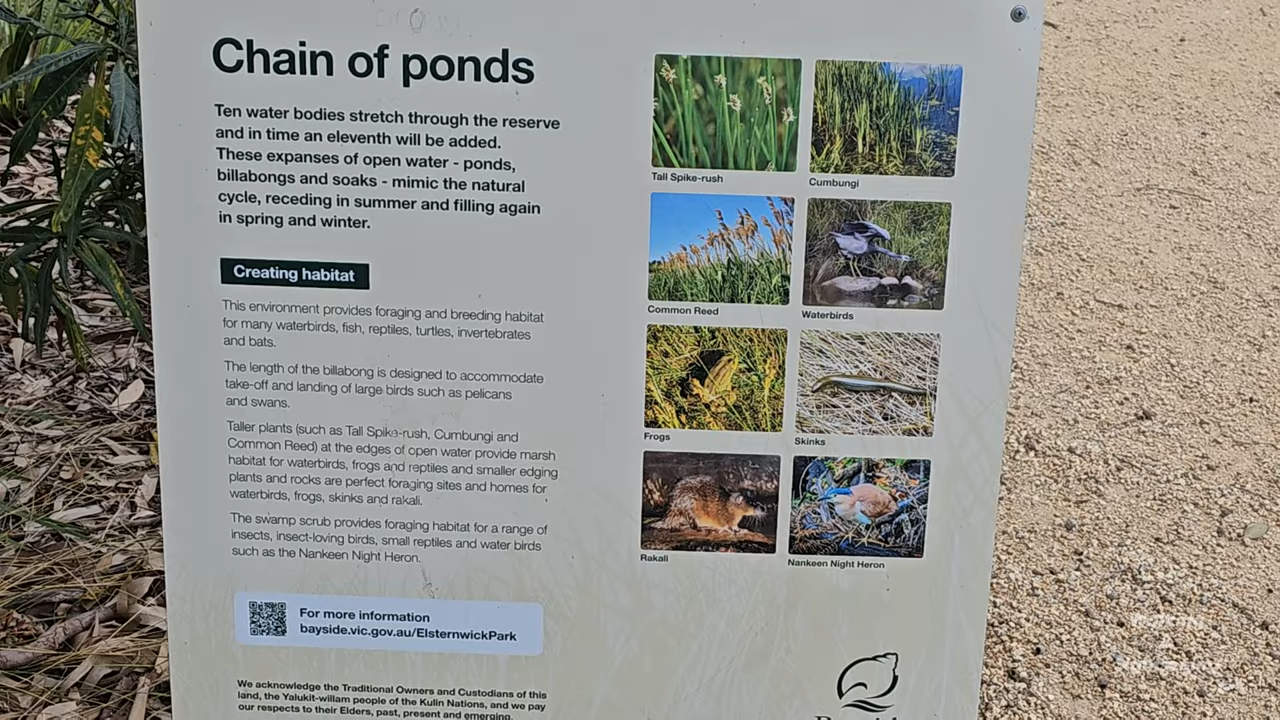 Chain of ponds
Ten water bodies stretch through the reserve
and in time an eleventh will be added.
These expanses of open water - ponds,
billabongs and soaks - mimic the natural
cycle, receding in summer and filling again
in spring and winter.
Creating habitat
This environment provides foraging and breeding habitat
for many waterbirds, fish, reptiles, turtles, invertebrates
and bats.
The length of the billabong is designed to accommodate
take-off and landing of large birds such as pelicans
and swans.
Taller plants (such as Tall Spike-rush, Cumbungi and
Common Reed) at the edges of open water provide marsh
habitat for waterbirds, frogs and reptiles and smaller edging
plants and rocks are perfect foraging sites and homes for
waterbirds, frogs, skinks and rakali.
The swamp scrub provides foraging habitat for a range of
insects, insect-loving birds, small reptiles and water birds
such as the Nankeen Night Heron.
For more information
bayside.vic.gov.au/ElsternwickPark
We acknowledge the Traditional Owners and Custodians of this
land, the Yalukit-willam people of the Kulin Nations, and we pay
our respects to their Elders, past, present and emerging.
Tall Spike-rush
Cumbungi
Common Reed
Waterbirds
Frogs
Skinks
Rakali
Nankeen Night Heron